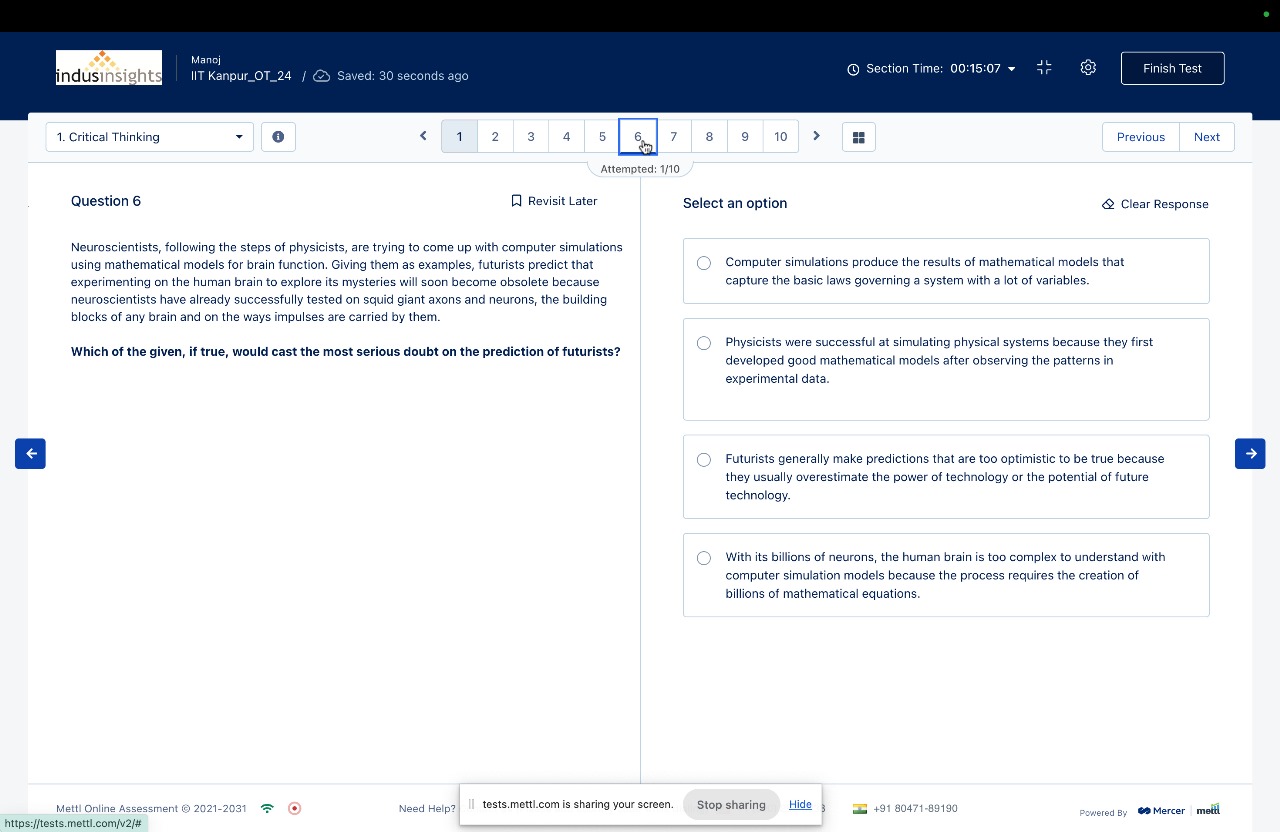 indusinsights
Manoj
IIT Kanpur_OT_24 / Saved: 30 seconds ago
Section Time: 00:15:07
Finish Test
1. Critical Thinking
1 2 3 4 5 6 7 8 9 10
Previous Next
Attempted: 1/10
Question 6
Revisit Later
Neuroscientists, following the steps of physicists, are trying to come up with computer simulations
using mathematical models for brain function. Giving them as examples, futurists predict that
experimenting on the human brain to explore its mysteries will soon become obsolete because
neuroscientists have already successfully tested on squid giant axons and neurons, the building
blocks of any brain and on the ways impulses are carried by them.
Which of the given, if true, would cast the most serious doubt on the prediction of futurists?
Select an option
Clear Response
Computer simulations produce the results of mathematical models that
capture the basic laws governing a system with a lot of variables.
Physicists were successful at simulating physical systems because they first
developed good mathematical models after observing the patterns in
experimental data.
Futurists generally make predictions that are too optimistic to be true because
they usually overestimate the power of technology or the potential of future
technology.
With its billions of neurons, the human brain is too complex to understand with
computer simulation models because the process requires the creation of
billions of mathematical equations.
Mettl Online Assessment © 2021-2031
Need Help?
tests.mettl.com is sharing your screen.
Stop sharing
Hide
3
+91 80471-89190
Powered By
Mercer
mettl
https://tests.mettl.com/v2/#